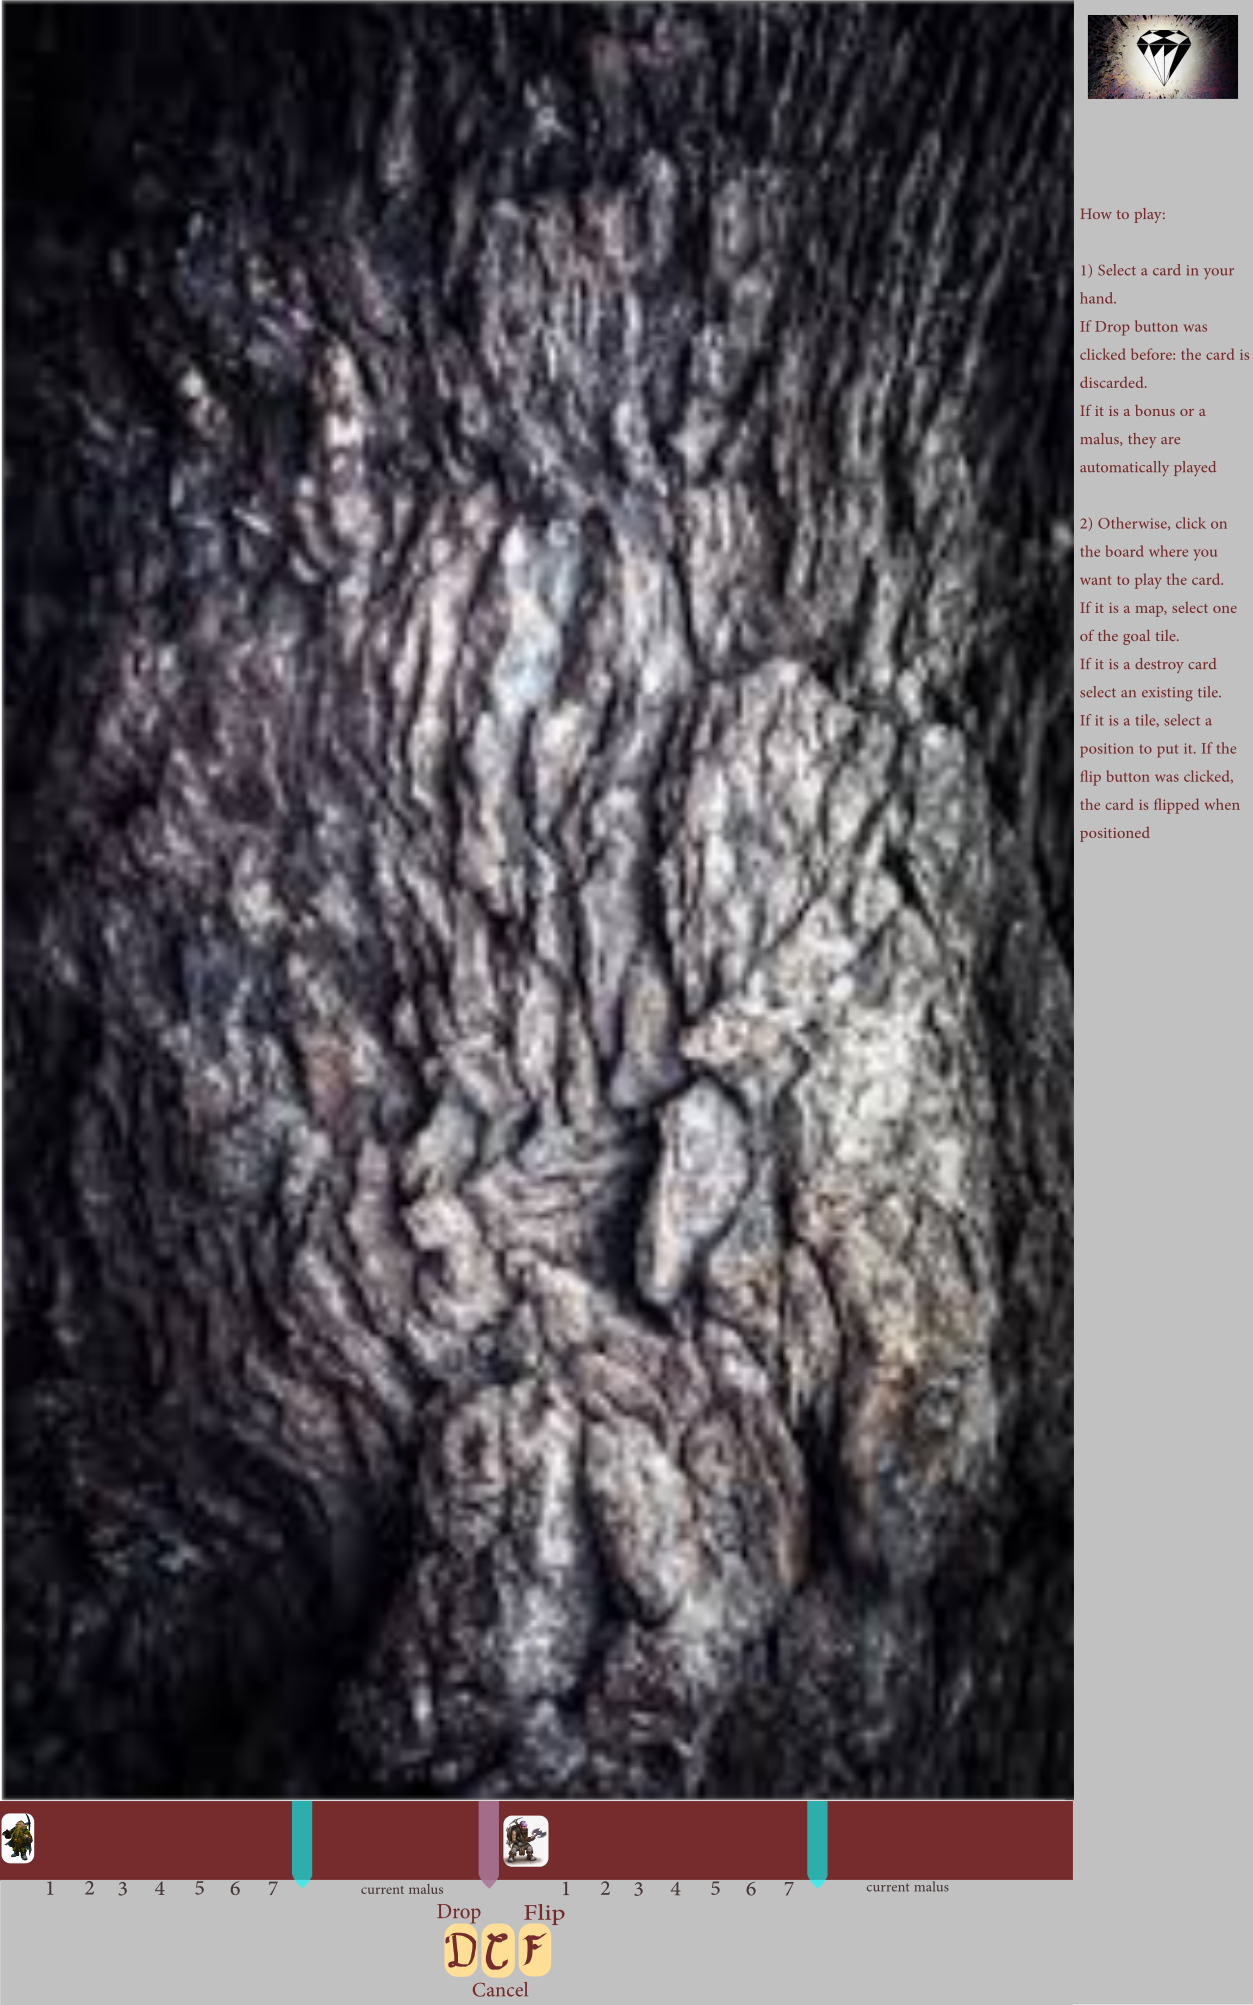 How to play:
1) Select a card in your
hand.
If Drop button was
clicked before: the card is
discarded.
If it is a bonus or a
malus, they are
automatically played
2) Otherwise, click on
the board where you
want to play the card.
If it is a map, select one
of the goal tile.
If it is a destroy card
select an existing tile.
If it is a tile, select a
position to put it. If the
flip button was clicked,
the card is flipped when
positioned
1 2 3 4 5 6 7 current malus 1 2 3 4 5 6 7 current malus
Drop Flip
D C F
Cancel